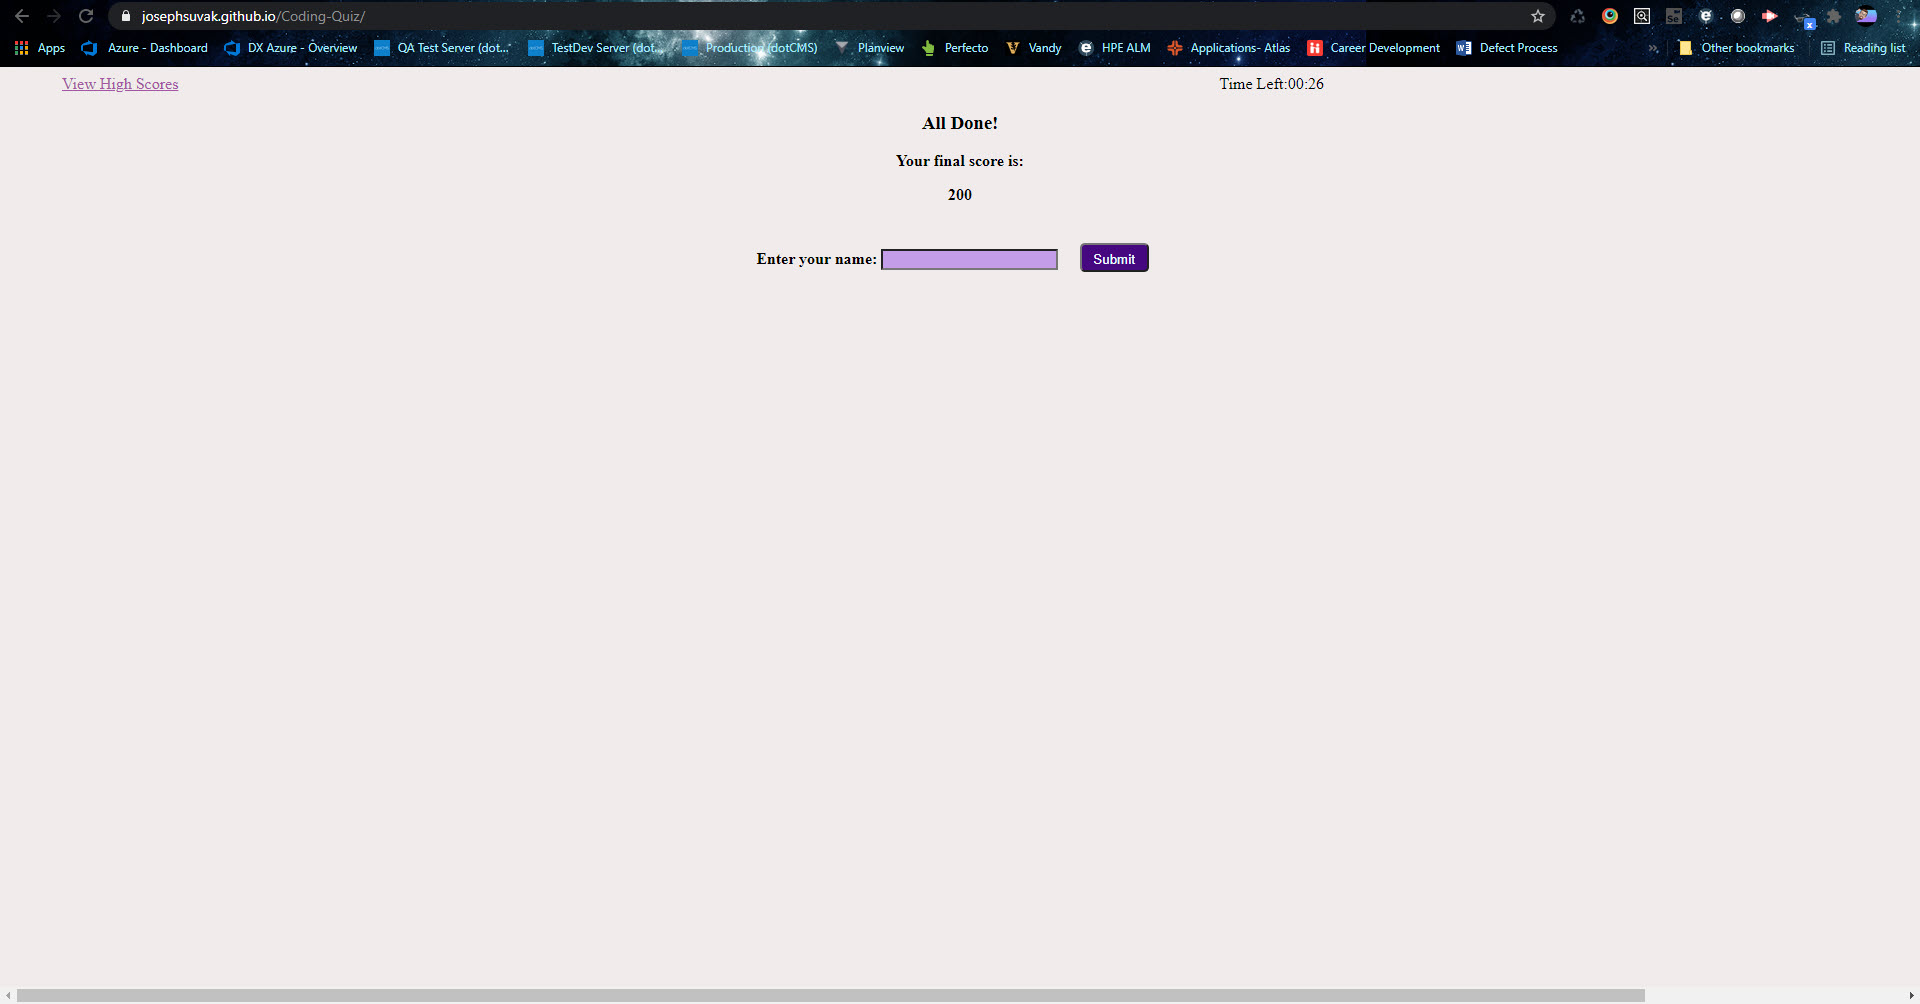 josephsuvak.github.io/Coding-Quiz/
Apps Azure - Dashboard DX Azure - Overview QA Test Server (dot... TestDev Server (dot... Production (dotCMS) Planview Perfecto Vandy HPE ALM Applications- Atlas Career Development Defect Process » Other bookmarks Reading list
View High Scores Time Left:00:26
All Done!
Your final score is:
200
Enter your name: Submit